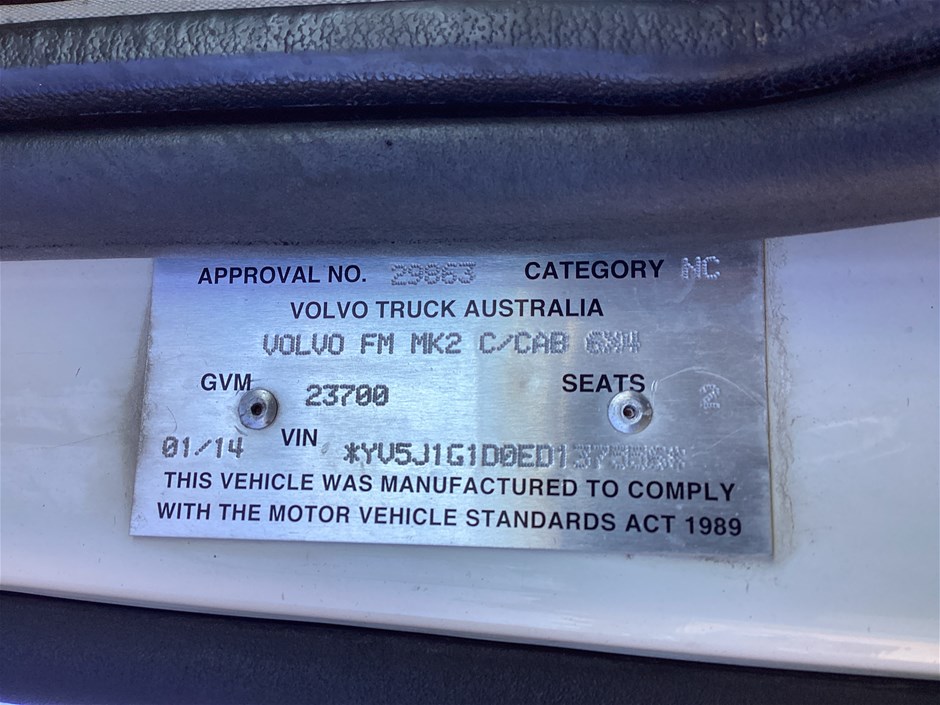 APPROVAL NO. 29863 CATEGORY NC
VOLVO TRUCK AUSTRALIA
VOLVO FM MK2 C/CAB 6X4
GVM 23700 SEATS 2
01/14 VIN
THIS VEHICLE WAS MANUFACTURED TO COMPLY
WITH THE MOTOR VEHICLE STANDARDS ACT 1989